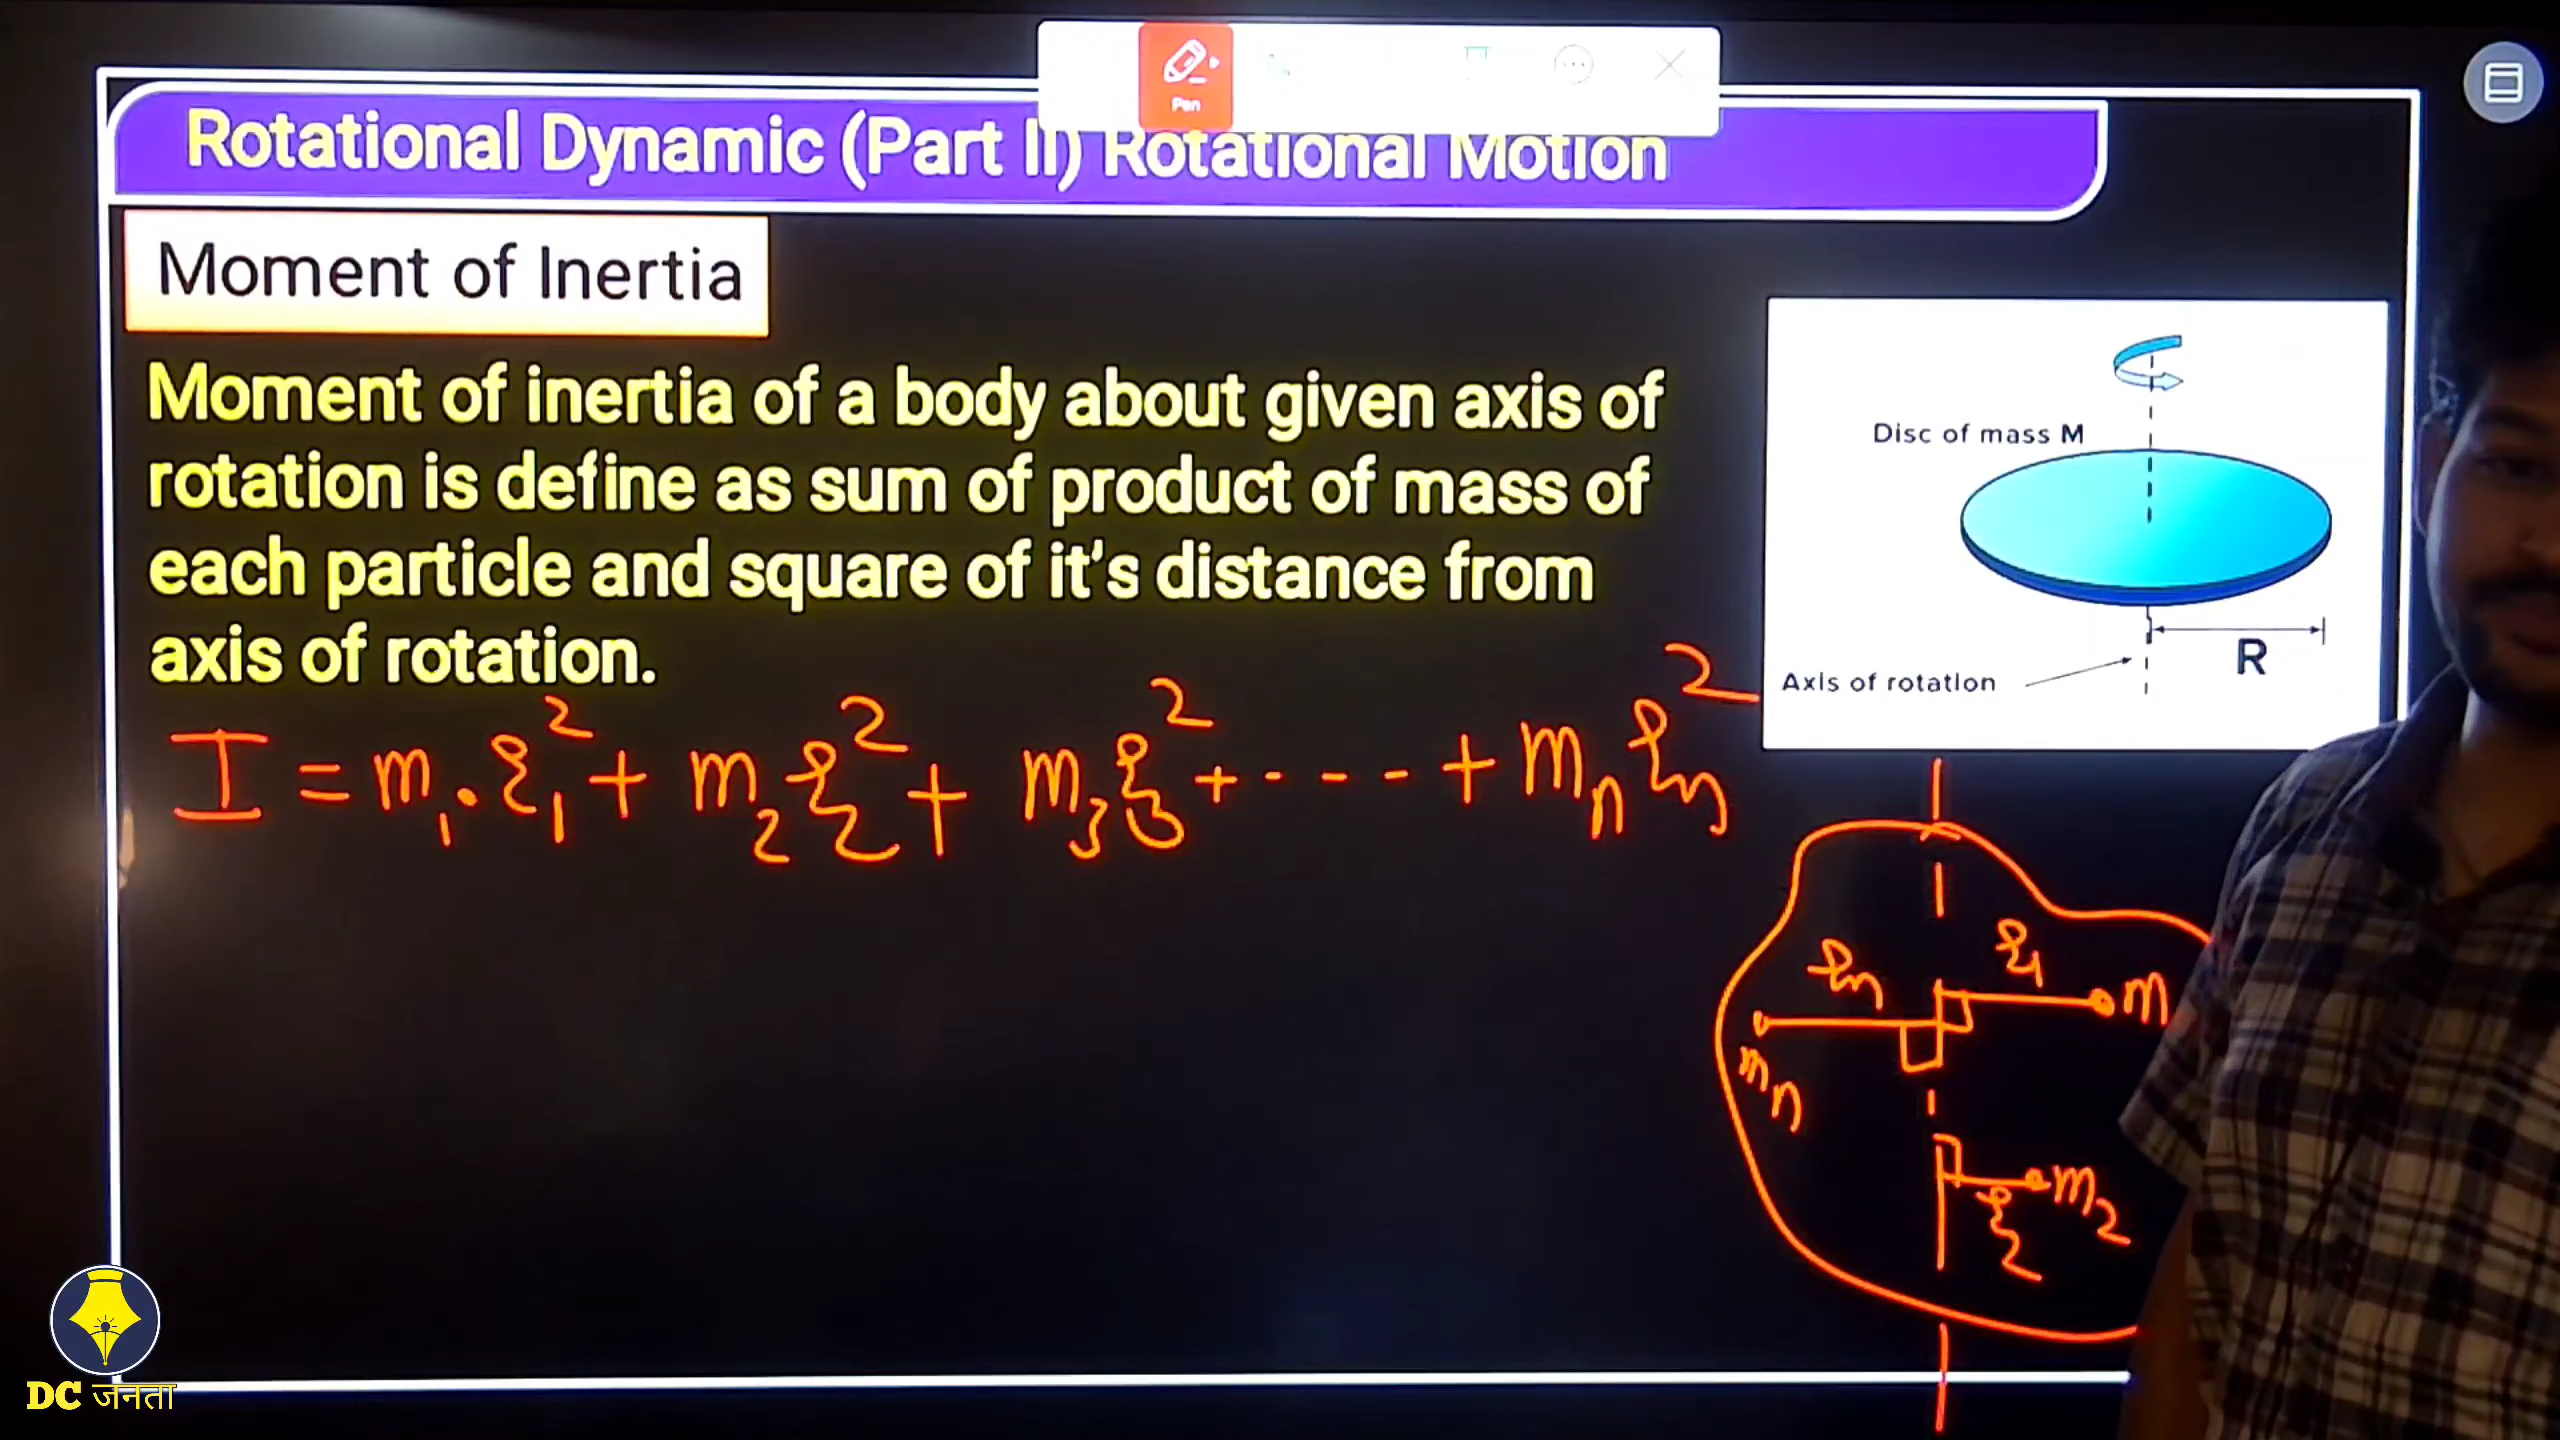 Pen
Rotational Dynamic (Part II) Rotational Motion
Moment of Inertia
Moment of inertia of a body about given axis of
rotation is define as sum of product of mass of
each particle and square of it's distance from
axis of rotation.
I = m₁.r₁² + m₂r₂² + m₃r₃² + - - - - + mₙrₙ²
Disc of mass M
R
Axis of rotation
rₙ
r₁
m
mₙ
m₂
r₂
DC जनता